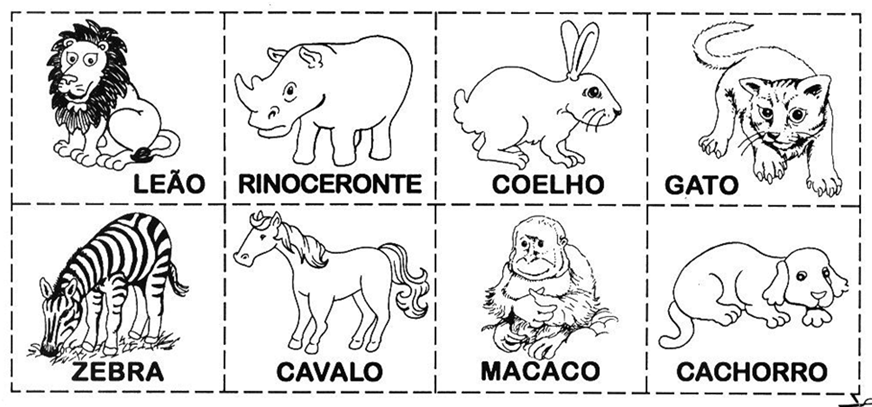 LEÃO
RINOCERONTE
COELHO
GATO
ZEBRA
CAVALO
MACACO
CACHORRO